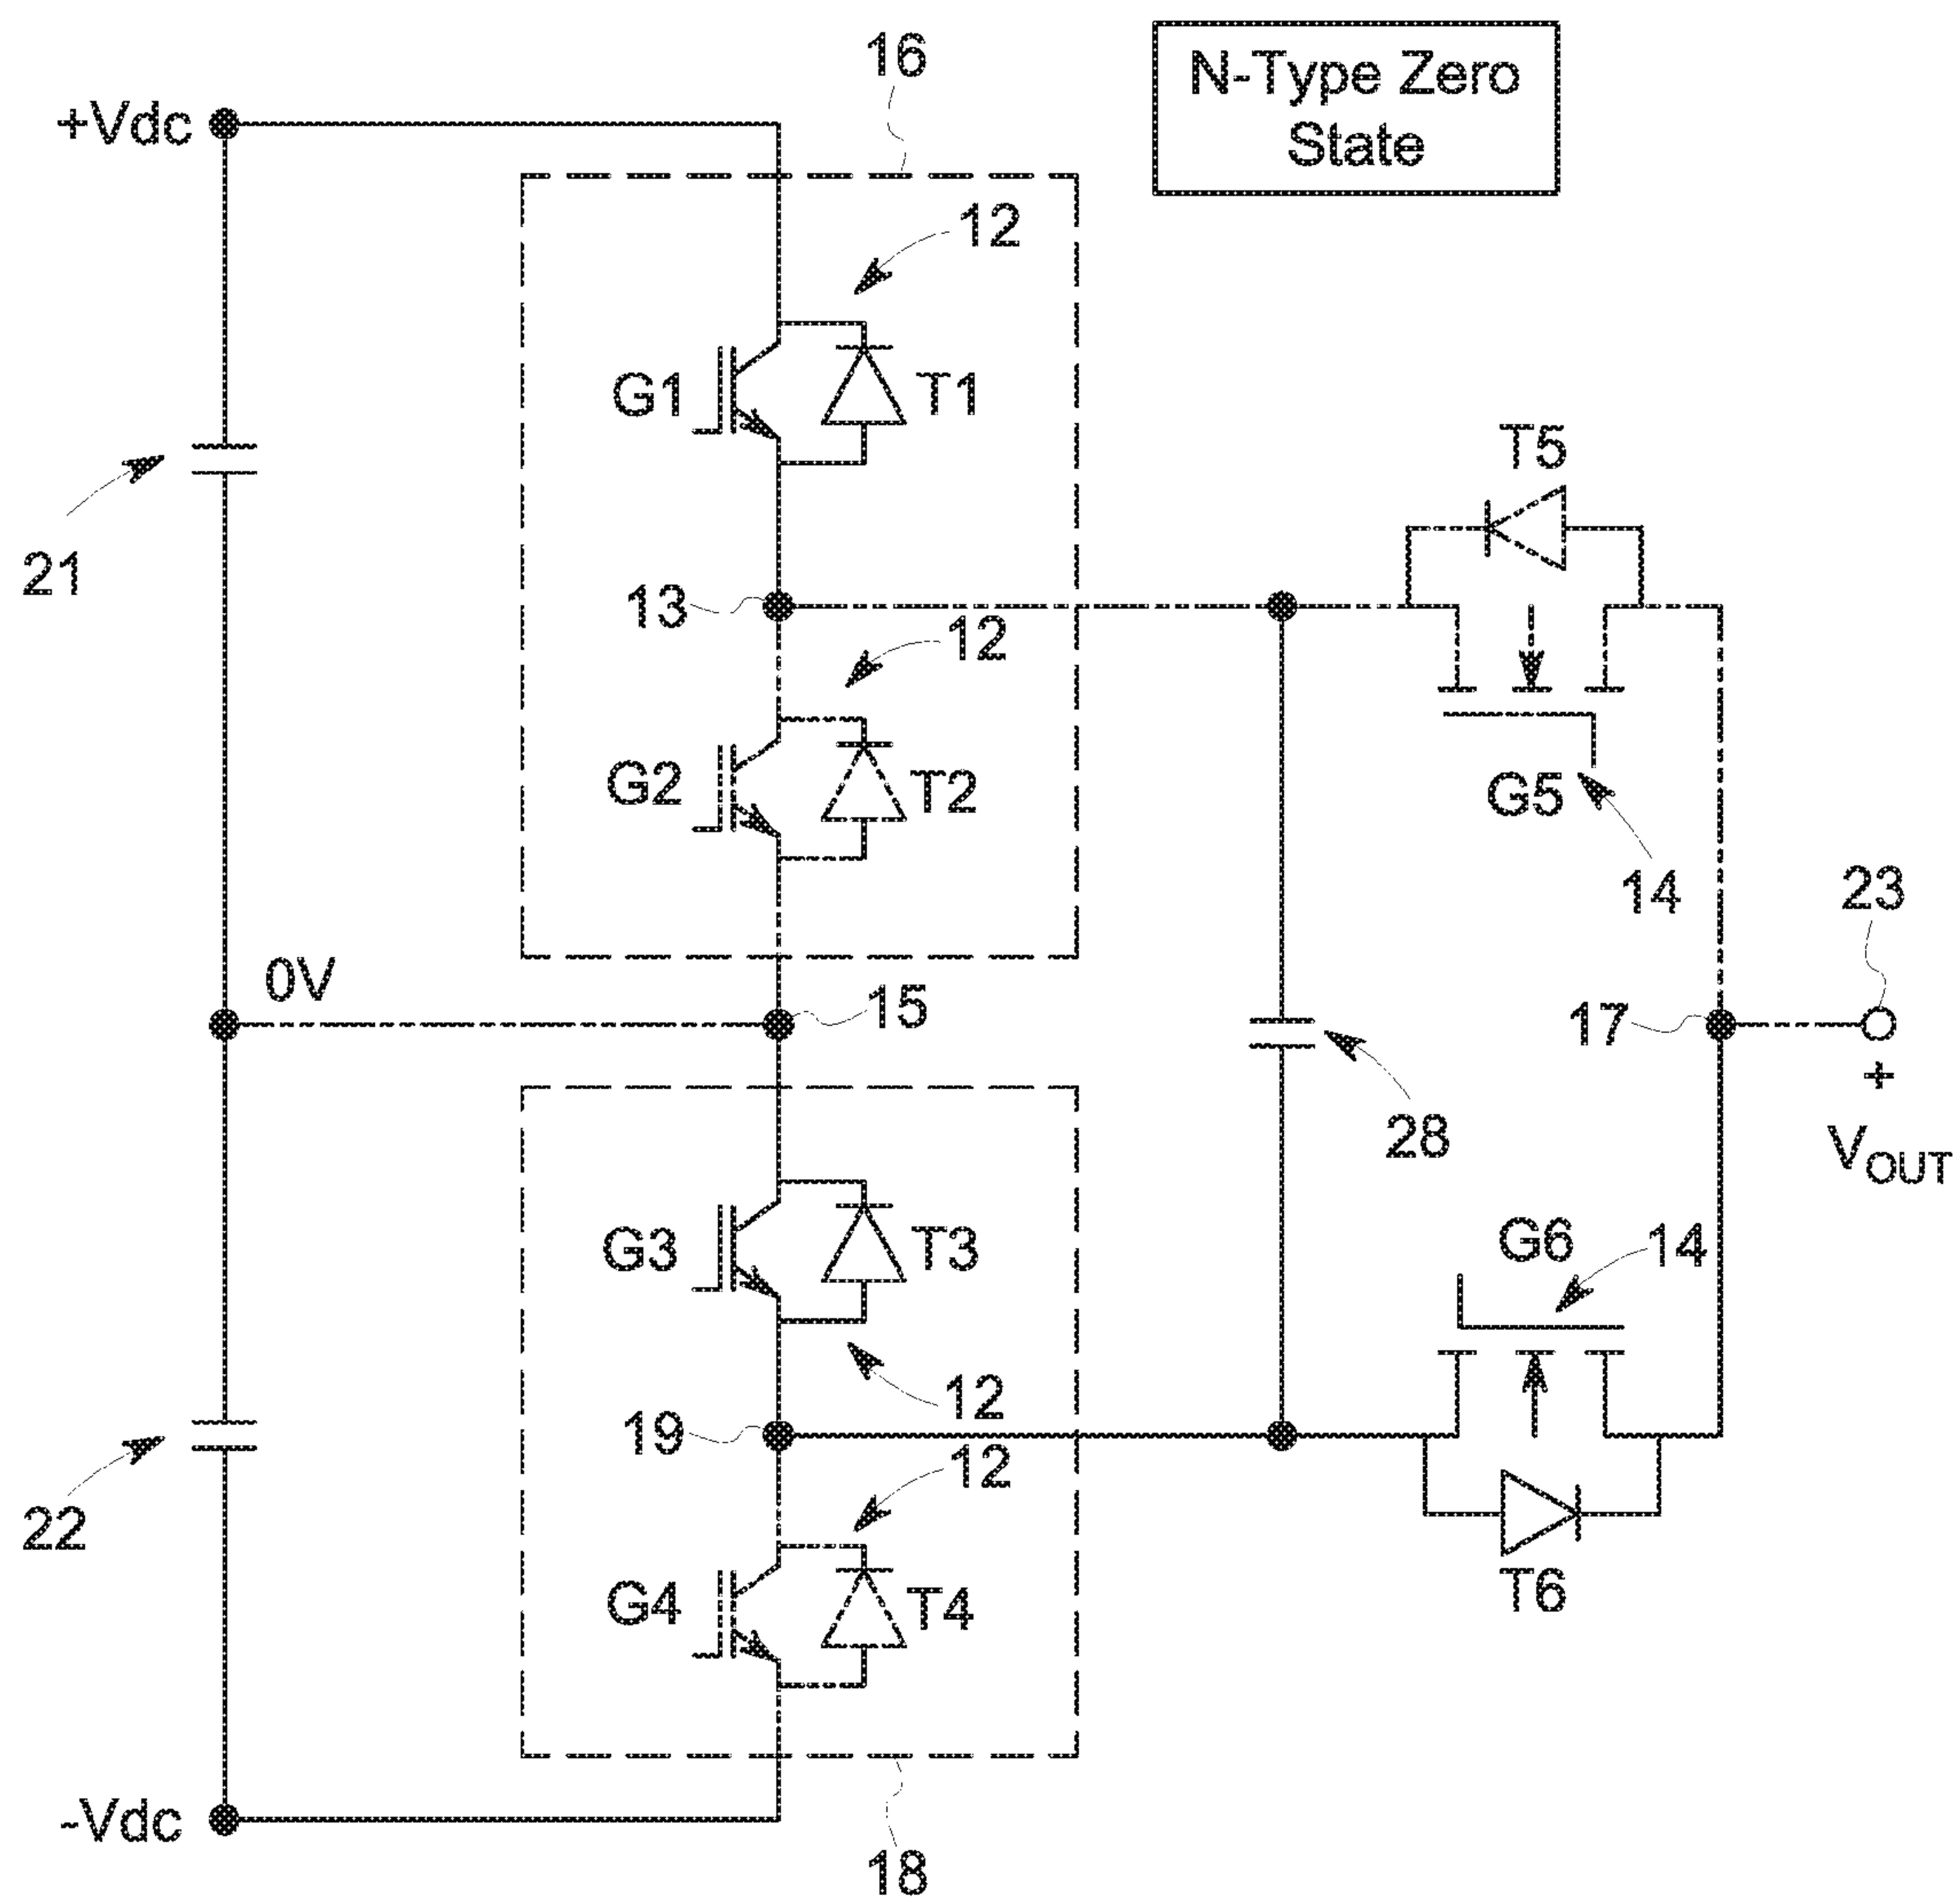 16
N-Type Zero
State
+Vdc
12
G1
T1
T5
21
13
12
G2
T2
G5
14
23
0V
15
17
+
28
VOUT
G3
T3
G6
14
12
19
12
22
G4
T4
T6
-Vdc
18